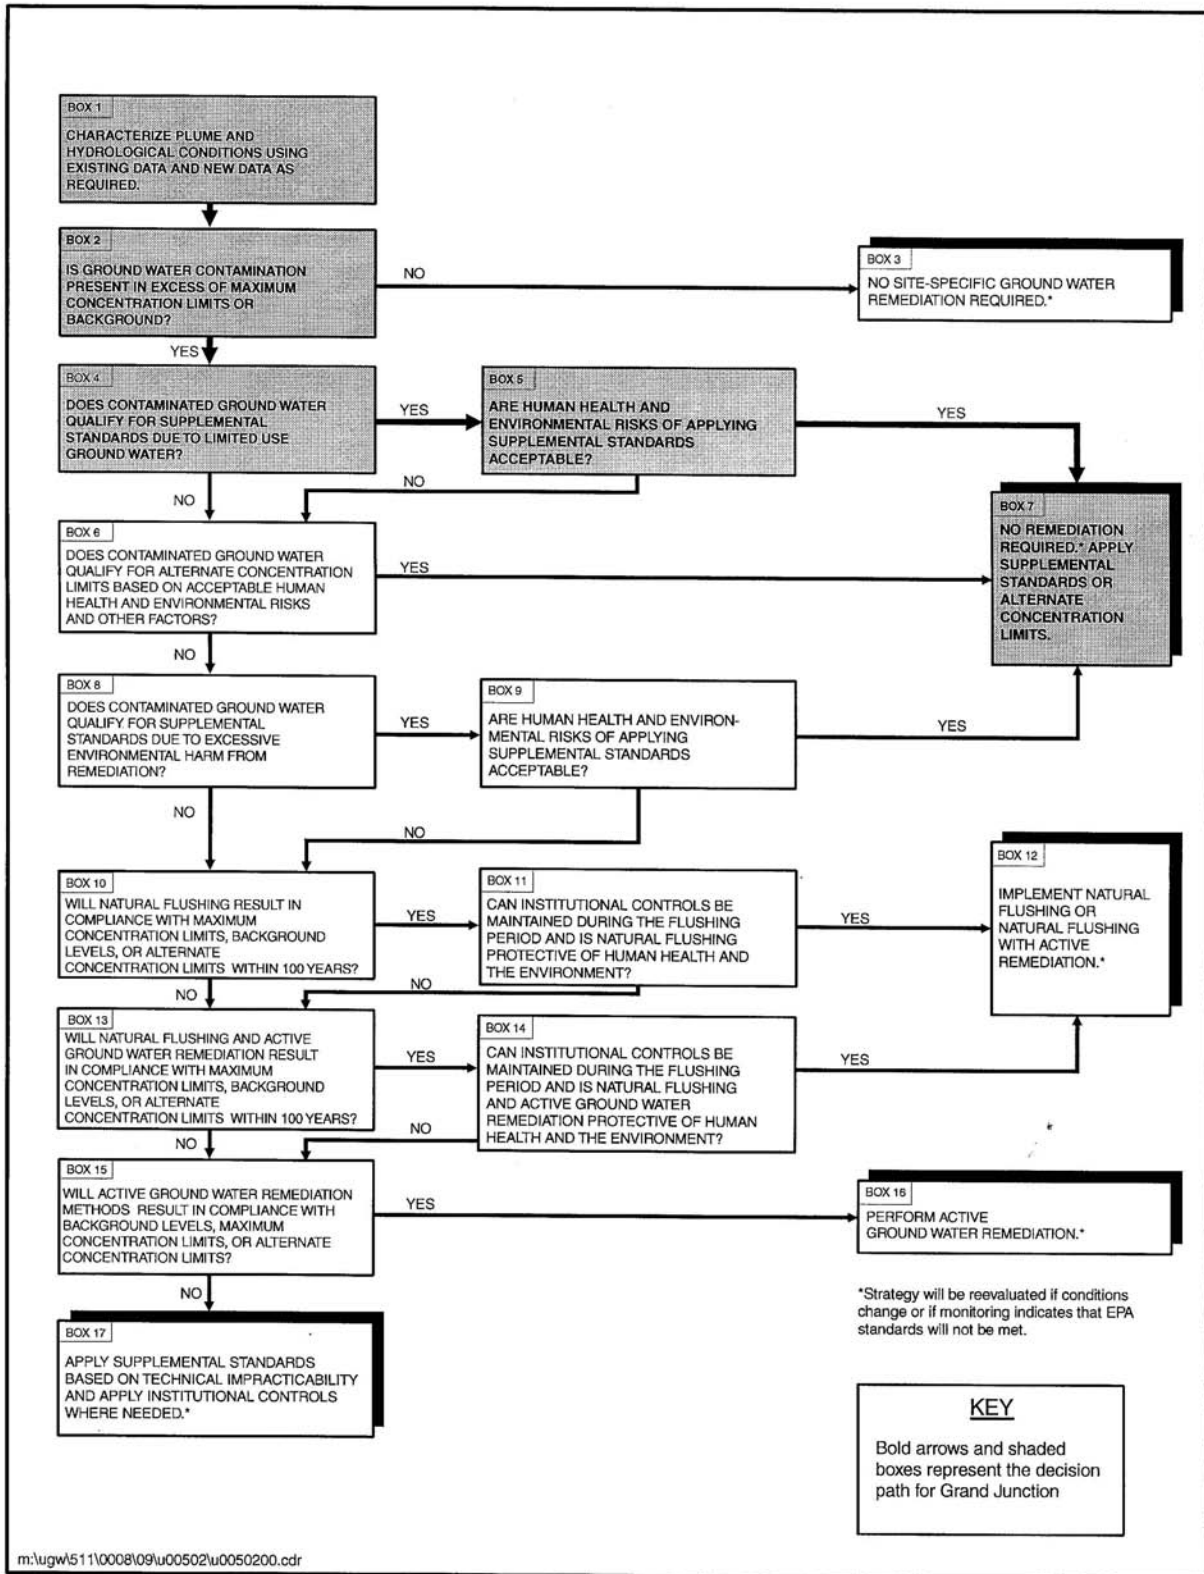 BOX 1
CHARACTERIZE PLUME AND
HYDROLOGICAL CONDITIONS USING
EXISTING DATA AND NEW DATA AS
REQUIRED.
BOX 2
IS GROUND WATER CONTAMINATION
PRESENT IN EXCESS OF MAXIMUM
CONCENTRATION LIMITS OR
BACKGROUND?
NO
BOX 3
NO SITE-SPECIFIC GROUND WATER
REMEDIATION REQUIRED.*
YES
BOX 4
DOES CONTAMINATED GROUND WATER
QUALIFY FOR SUPPLEMENTAL
STANDARDS DUE TO LIMITED USE
GROUND WATER?
YES
BOX 5
ARE HUMAN HEALTH AND
ENVIRONMENTAL RISKS OF APPLYING
SUPPLEMENTAL STANDARDS
ACCEPTABLE?
YES
NO
NO
BOX 6
DOES CONTAMINATED GROUND WATER
QUALIFY FOR ALTERNATE CONCENTRATION
LIMITS BASED ON ACCEPTABLE HUMAN
HEALTH AND ENVIRONMENTAL RISKS
AND OTHER FACTORS?
YES
BOX 7
NO REMEDIATION
REQUIRED.* APPLY
SUPPLEMENTAL
STANDARDS OR
ALTERNATE
CONCENTRATION
LIMITS.
NO
BOX 8
DOES CONTAMINATED GROUND WATER
QUALIFY FOR SUPPLEMENTAL
STANDARDS DUE TO EXCESSIVE
ENVIRONMENTAL HARM FROM
REMEDIATION?
YES
BOX 9
ARE HUMAN HEALTH AND ENVIRON-
MENTAL RISKS OF APPLYING
SUPPLEMENTAL STANDARDS
ACCEPTABLE?
YES
NO
NO
BOX 10
WILL NATURAL FLUSHING RESULT IN
COMPLIANCE WITH MAXIMUM
CONCENTRATION LIMITS, BACKGROUND
LEVELS, OR ALTERNATE
CONCENTRATION LIMITS WITHIN 100 YEARS?
YES
BOX 11
CAN INSTITUTIONAL CONTROLS BE
MAINTAINED DURING THE FLUSHING
PERIOD AND IS NATURAL FLUSHING
PROTECTIVE OF HUMAN HEALTH AND
THE ENVIRONMENT?
YES
BOX 12
IMPLEMENT NATURAL
FLUSHING OR
NATURAL FLUSHING
WITH ACTIVE
REMEDIATION.*
NO
NO
BOX 13
WILL NATURAL FLUSHING AND ACTIVE
GROUND WATER REMEDIATION RESULT
IN COMPLIANCE WITH MAXIMUM
CONCENTRATION LIMITS, BACKGROUND
LEVELS, OR ALTERNATE
CONCENTRATION LIMITS WITHIN 100 YEARS?
YES
BOX 14
CAN INSTITUTIONAL CONTROLS BE
MAINTAINED DURING THE FLUSHING
PERIOD AND IS NATURAL FLUSHING
AND ACTIVE GROUND WATER
REMEDIATION PROTECTIVE OF HUMAN
HEALTH AND THE ENVIRONMENT?
YES
NO
NO
BOX 15
WILL ACTIVE GROUND WATER REMEDIATION
METHODS RESULT IN COMPLIANCE WITH
BACKGROUND LEVELS, MAXIMUM
CONCENTRATION LIMITS, OR ALTERNATE
CONCENTRATION LIMITS?
YES
BOX 16
PERFORM ACTIVE
GROUND WATER REMEDIATION.*
NO
BOX 17
APPLY SUPPLEMENTAL STANDARDS
BASED ON TECHNICAL IMPRACTICABILITY
AND APPLY INSTITUTIONAL CONTROLS
WHERE NEEDED.*
*Strategy will be reevaluated if conditions
change or if monitoring indicates that EPA
standards will not be met.
KEY
Bold arrows and shaded
boxes represent the decision
path for Grand Junction
m:\ugw\511\0008\09\u00502\u0050200.cdr